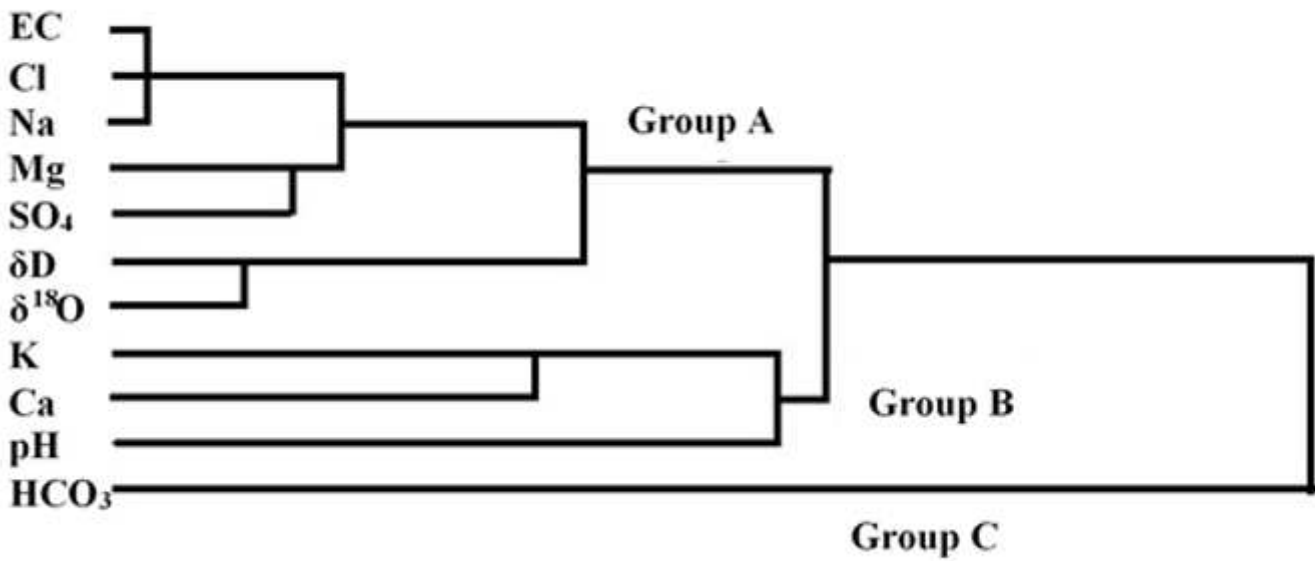 EC
Cl
Na
Group A
Mg
SO₄
δD
δ¹⁸O
K
Ca
Group B
pH
HCO₃
Group C